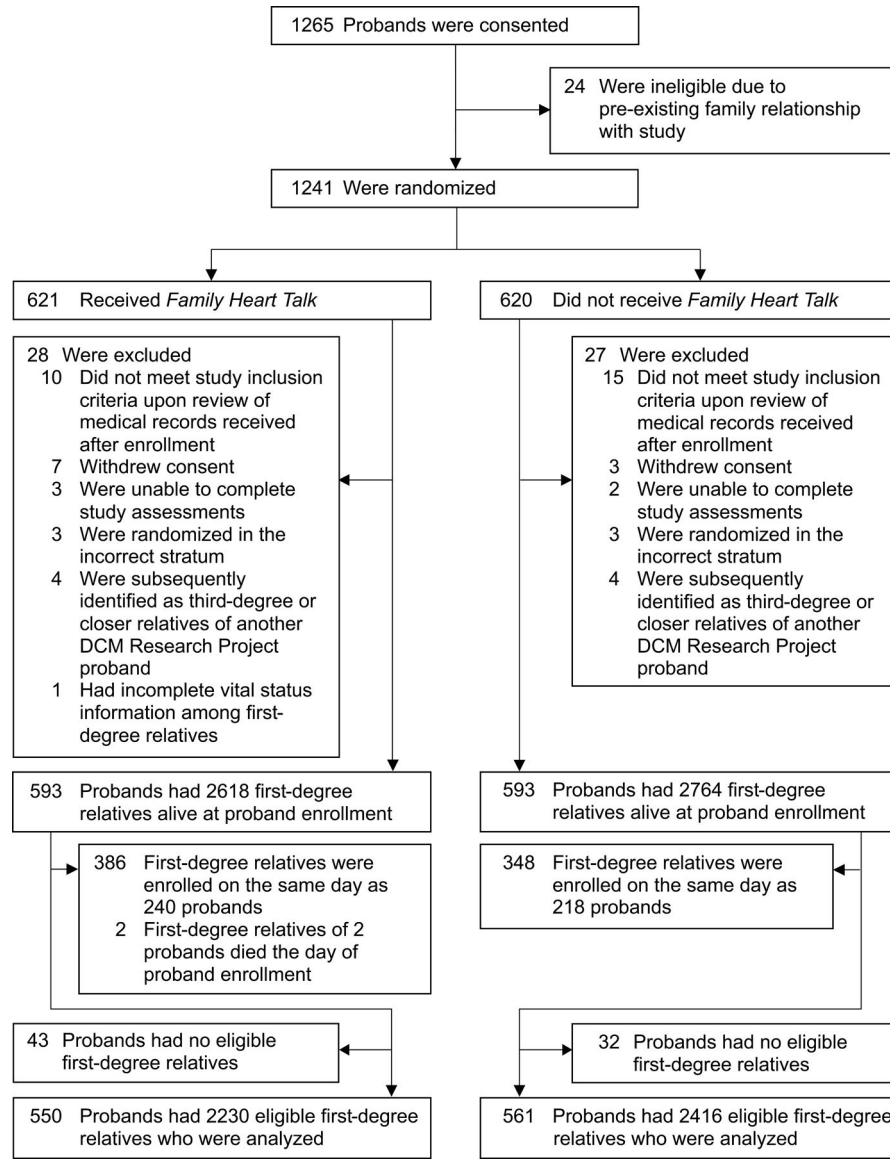 1265 Probands were consented
24 Were ineligible due to
pre-existing family relationship
with study
1241 Were randomized
621 Received Family Heart Talk
620 Did not receive Family Heart Talk
28 Were excluded
10 Did not meet study inclusion
criteria upon review of
medical records received
after enrollment
7 Withdrew consent
3 Were unable to complete
study assessments
3 Were randomized in the
incorrect stratum
4 Were subsequently
identified as third-degree or
closer relatives of another
DCM Research Project
proband
1 Had incomplete vital status
information among first-
degree relatives
27 Were excluded
15 Did not meet study inclusion
criteria upon review of
medical records received
after enrollment
3 Withdrew consent
2 Were unable to complete
study assessments
3 Were randomized in the
incorrect stratum
4 Were subsequently
identified as third-degree or
closer relatives of another
DCM Research Project
proband
593 Probands had 2618 first-degree
relatives alive at proband enrollment
593 Probands had 2764 first-degree
relatives alive at proband enrollment
386 First-degree relatives were
enrolled on the same day as
240 probands
2 First-degree relatives of 2
probands died the day of
proband enrollment
348 First-degree relatives were
enrolled on the same day as
218 probands
43 Probands had no eligible
first-degree relatives
32 Probands had no eligible
first-degree relatives
550 Probands had 2230 eligible first-degree
relatives who were analyzed
561 Probands had 2416 eligible first-degree
relatives who were analyzed